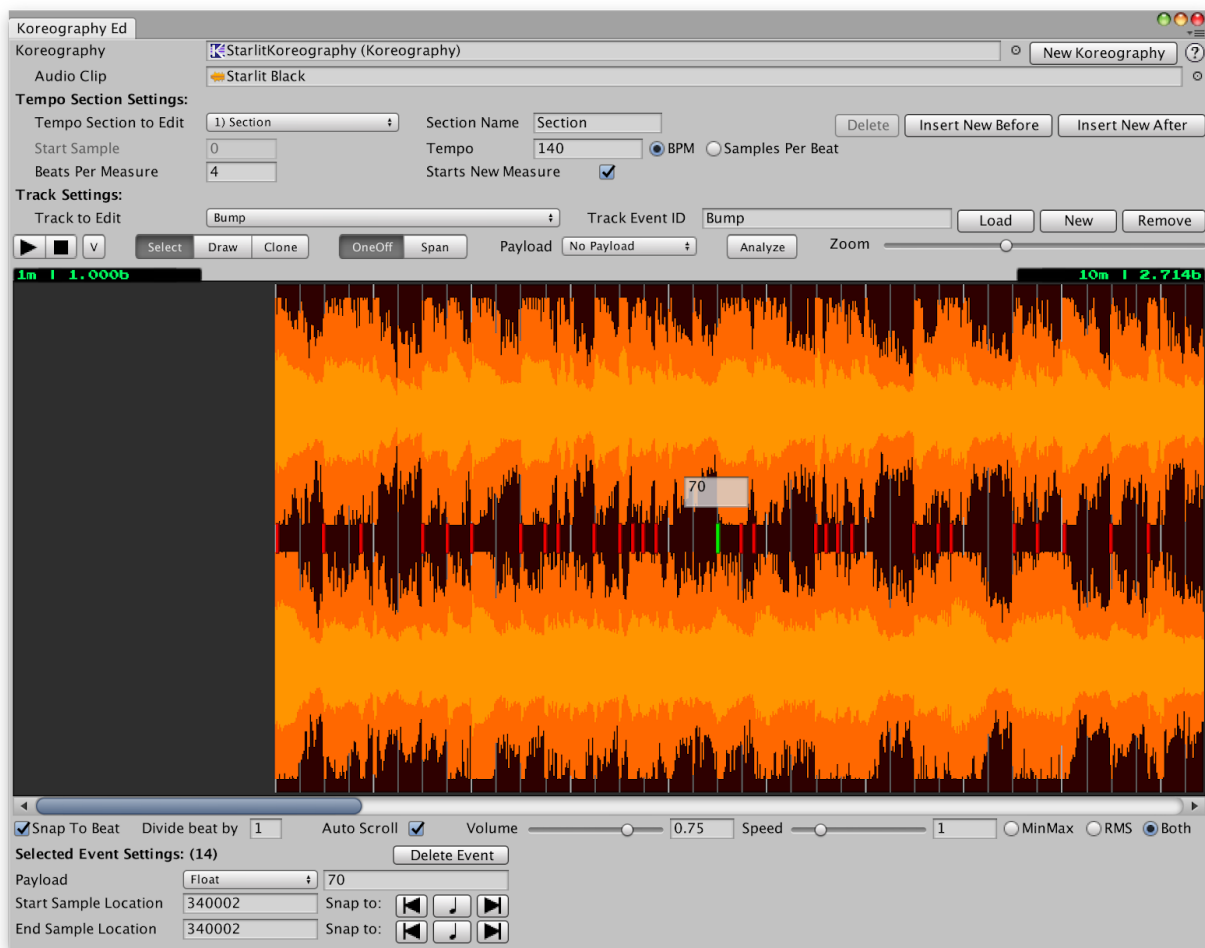 Koreography Ed
Koreography StarlitKoreography (Koreography) New Koreography ?
Audio Clip Starlit Black
Tempo Section Settings:
Tempo Section to Edit 1) Section Section Name Section Delete Insert New Before Insert New After
Start Sample 0 Tempo 140 BPM Samples Per Beat
Beats Per Measure 4 Starts New Measure
Track Settings:
Track to Edit Bump Track Event ID Bump Load New Remove
V Select Draw Clone OneOff Span Payload No Payload Analyze Zoom
1m | 1.000b 10m | 2.714b
70
Snap To Beat Divide beat by 1 Auto Scroll Volume 0.75 Speed 1 MinMax RMS Both
Selected Event Settings: (14) Delete Event
Payload Float 70
Start Sample Location 340002 Snap to:
End Sample Location 340002 Snap to: